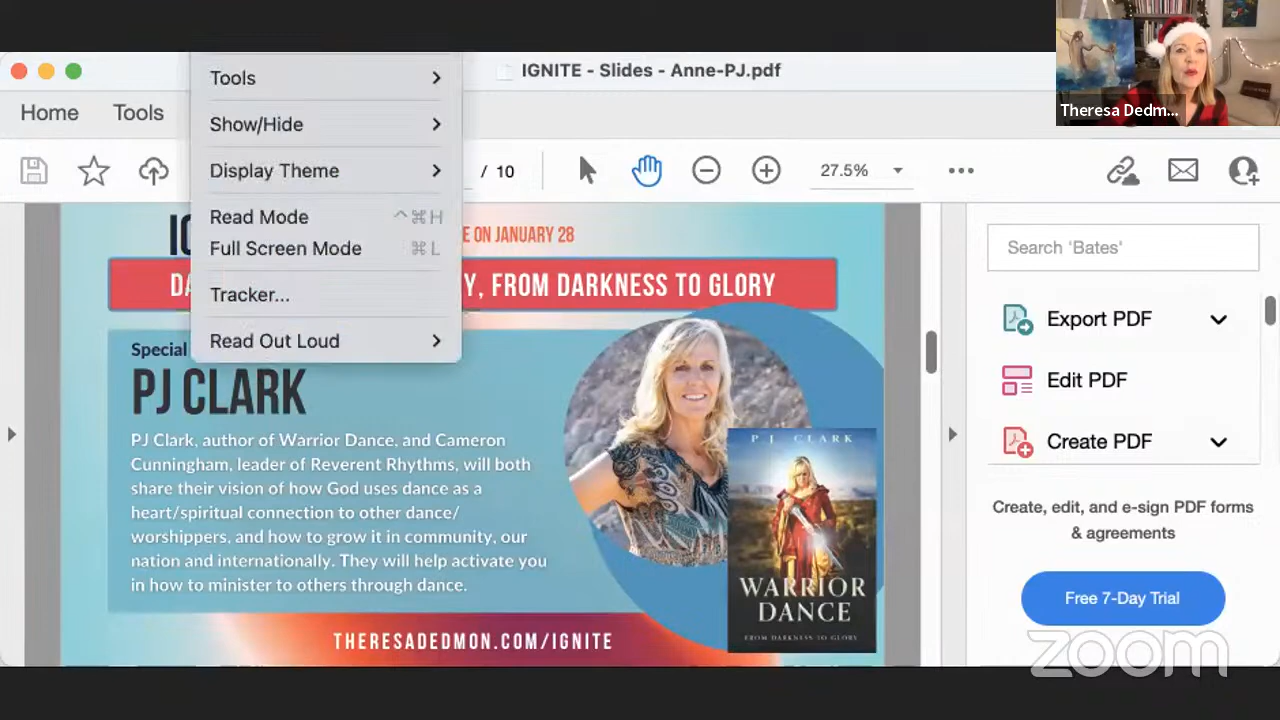 Tools
IGNITE - Slides - Anne-PJ.pdf
Theresa Dedm...
Home
Tools
Show/Hide
Display Theme
/ 10
27.5%
Read Mode ^⌘H
Full Screen Mode ⌘L
Tracker...
Read Out Loud
IG
E ON JANUARY 28
DA
Y, FROM DARKNESS TO GLORY
Special
PJ CLARK
PJ Clark, author of Warrior Dance, and Cameron
Cunningham, leader of Reverent Rhythms, will both
share their vision of how God uses dance as a
heart/spiritual connection to other dance/
worshippers, and how to grow it in community, our
nation and internationally. They will help activate you
in how to minister to others through dance.
PJ CLARK
WARRIOR
DANCE
FROM DARKNESS TO GLORY
THERESADEDMON.COM/IGNITE
Search 'Bates'
Export PDF
Edit PDF
Create PDF
Create, edit, and e-sign PDF forms
& agreements
Free 7-Day Trial
zoom